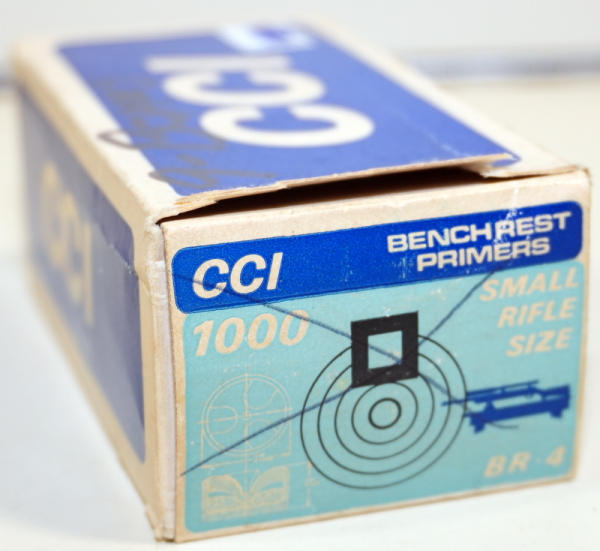 CCI
CCI
CCI
BENCH REST
PRIMERS
1000
SMALL
RIFLE
SIZE
BR-4